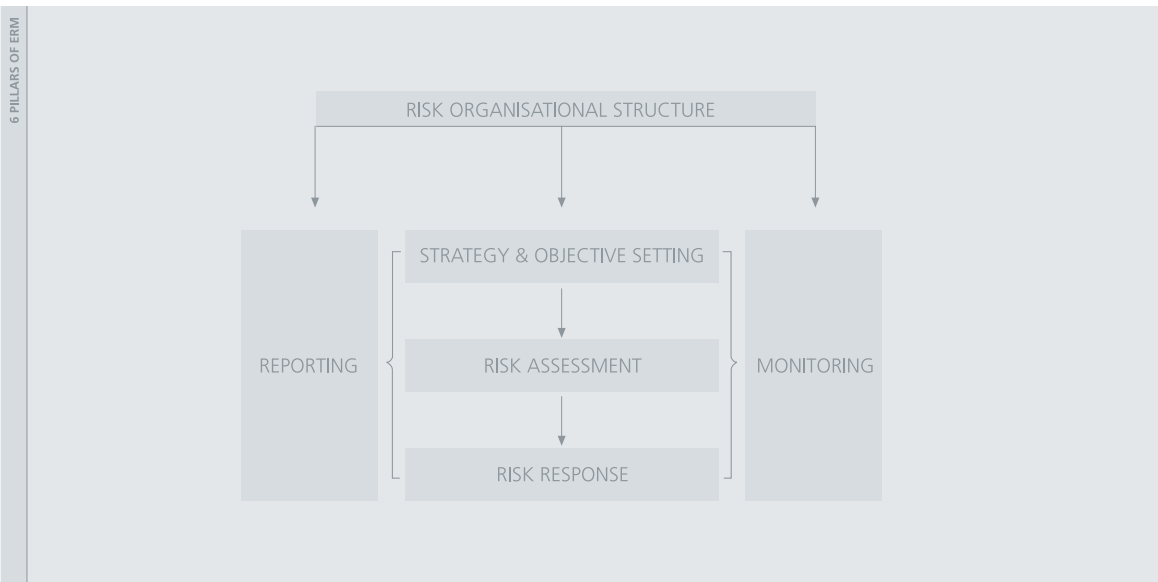 6 PILLARS OF ERM
RISK ORGANISATIONAL STRUCTURE
STRATEGY & OBJECTIVE SETTING
REPORTING
RISK ASSESSMENT
MONITORING
RISK RESPONSE